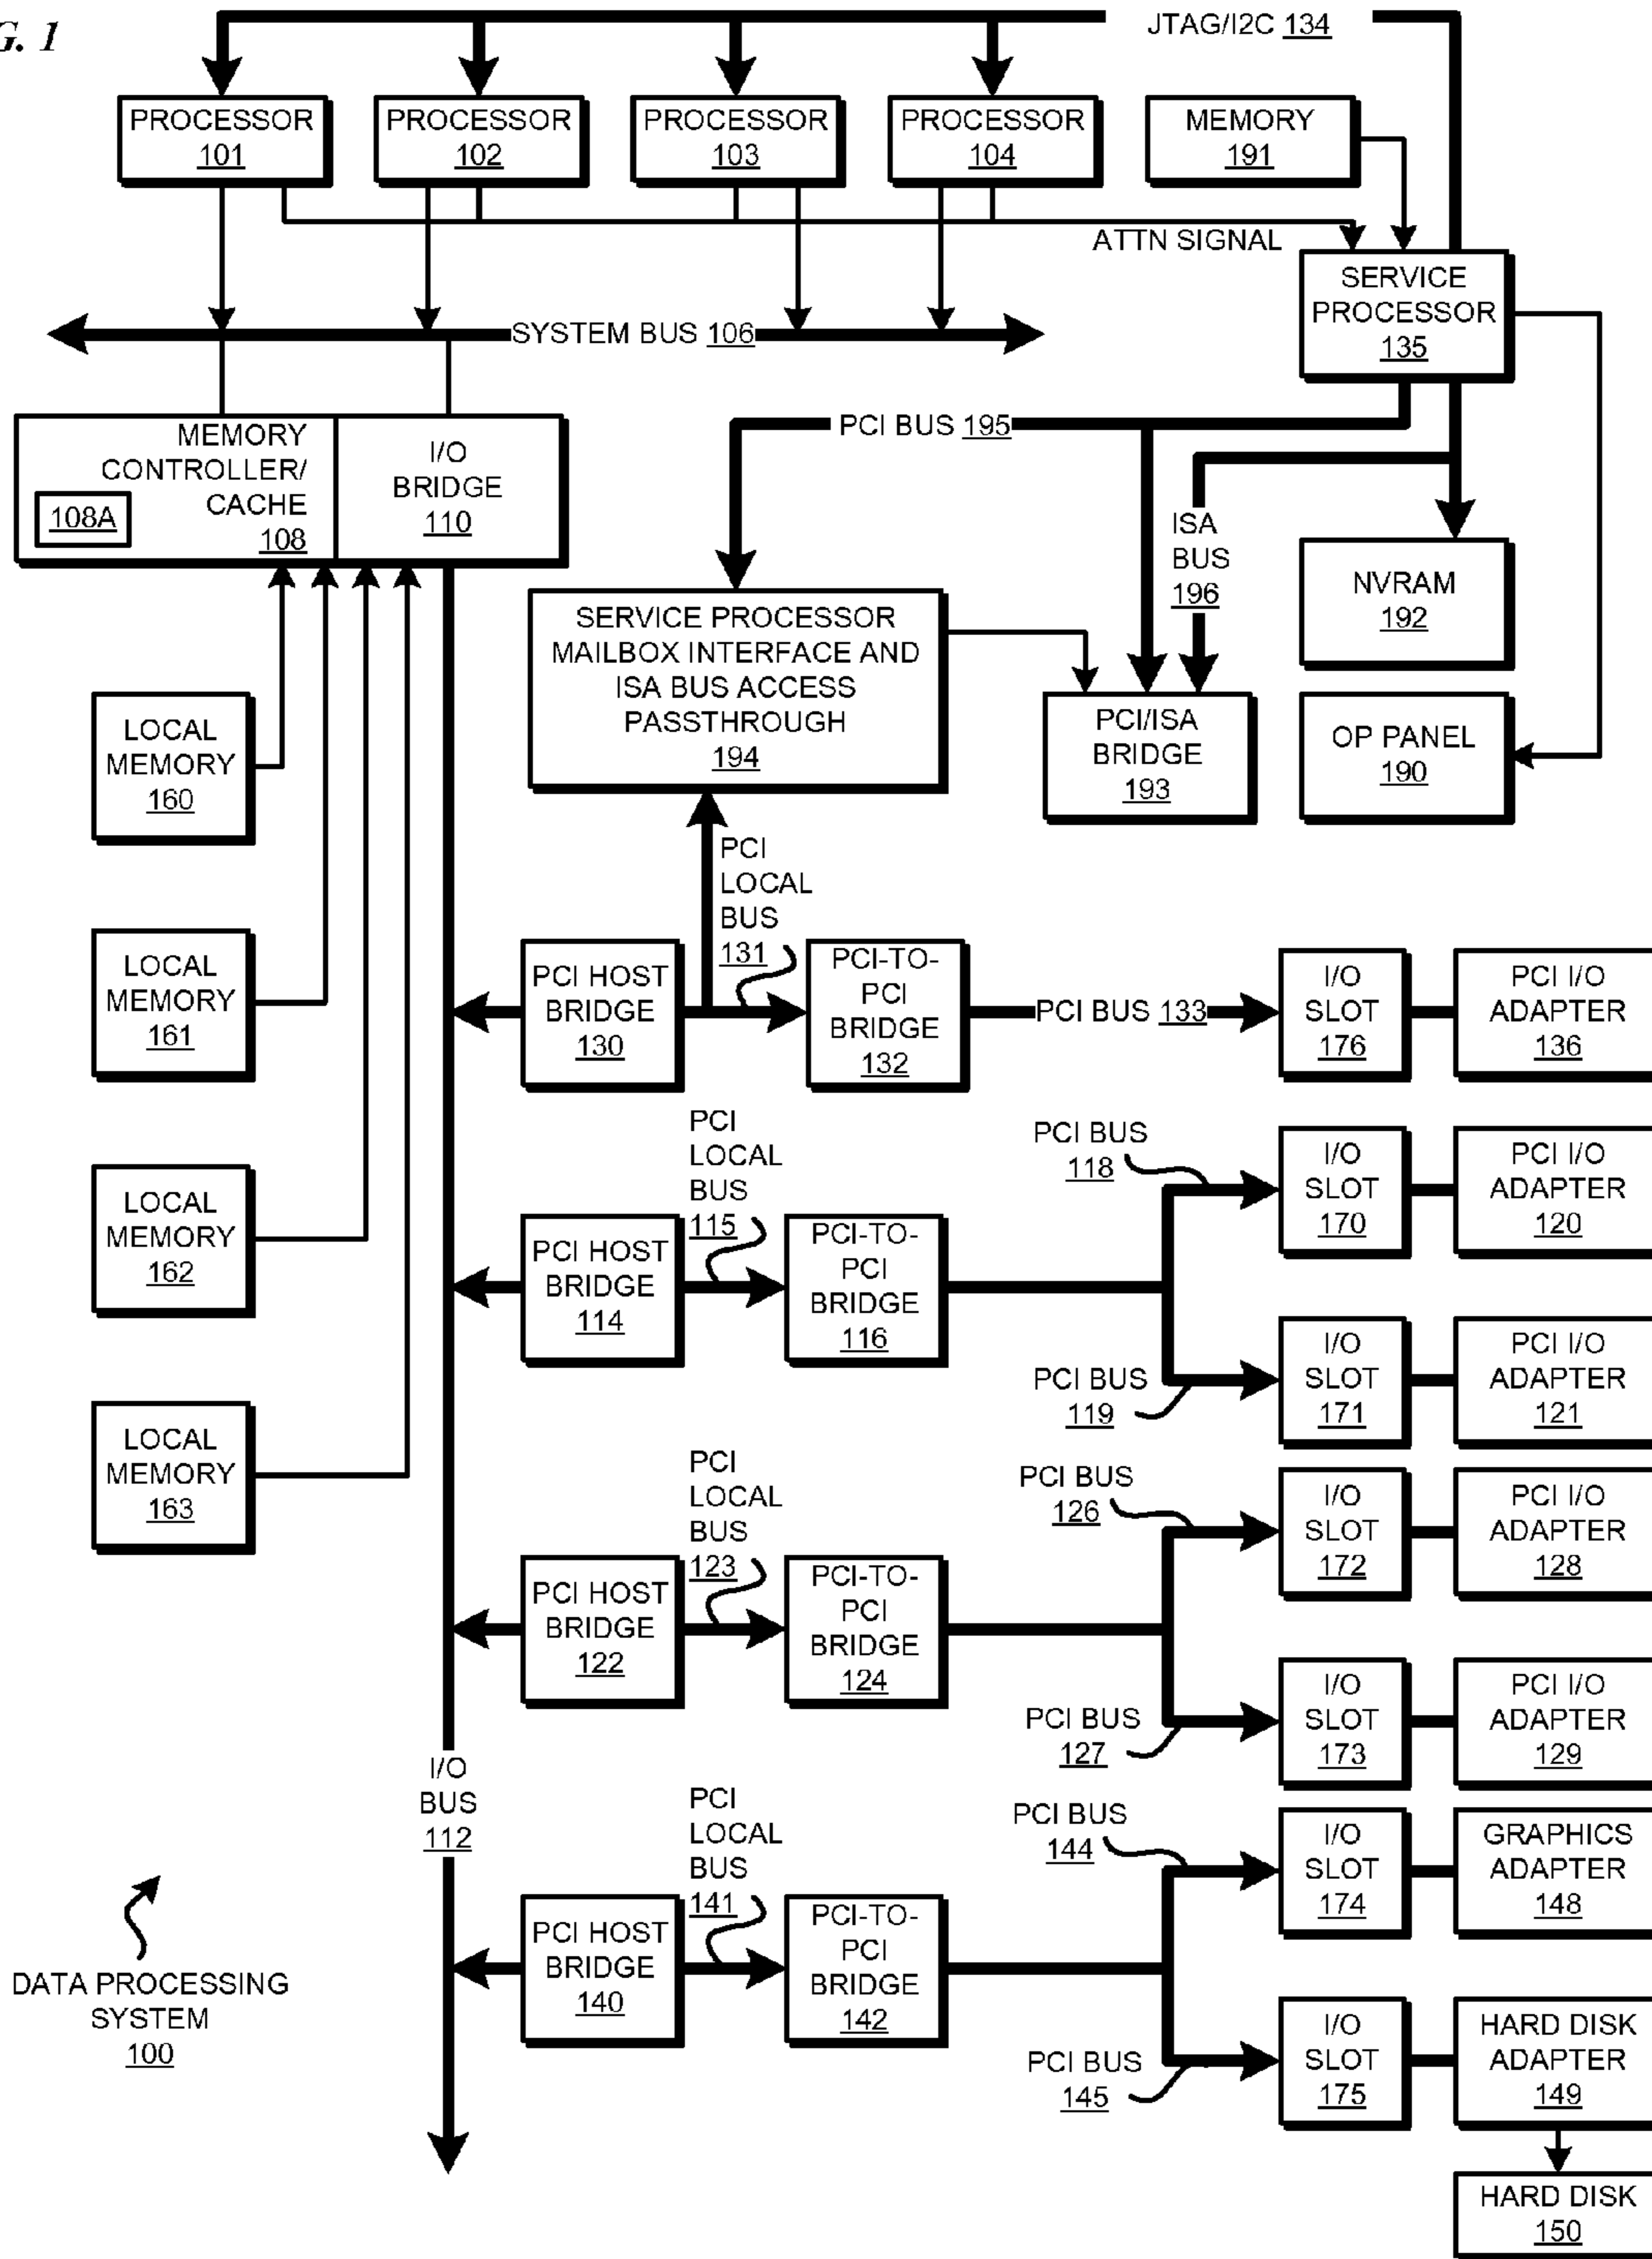 G. 1
JTAG/I2C 134
PROCESSOR
101
PROCESSOR
102
PROCESSOR
103
PROCESSOR
104
MEMORY
191
ATTN SIGNAL
SERVICE
PROCESSOR
135
SYSTEM BUS 106
MEMORY
CONTROLLER/
CACHE
108
108A
I/O
BRIDGE
110
PCI BUS 195
ISA
BUS
196
NVRAM
192
SERVICE PROCESSOR
MAILBOX INTERFACE AND
ISA BUS ACCESS
PASSTHROUGH
194
PCI/ISA
BRIDGE
193
OP PANEL
190
LOCAL
MEMORY
160
LOCAL
MEMORY
161
LOCAL
MEMORY
162
LOCAL
MEMORY
163
PCI
LOCAL
BUS
131
PCI HOST
BRIDGE
130
PCI-TO-
PCI
BRIDGE
132
PCI BUS 133
I/O
SLOT
176
PCI I/O
ADAPTER
136
PCI
LOCAL
BUS
115
PCI HOST
BRIDGE
114
PCI-TO-
PCI
BRIDGE
116
PCI BUS
118
I/O
SLOT
170
PCI I/O
ADAPTER
120
PCI BUS
119
I/O
SLOT
171
PCI I/O
ADAPTER
121
PCI
LOCAL
BUS
123
PCI HOST
BRIDGE
122
PCI-TO-
PCI
BRIDGE
124
PCI BUS
126
I/O
SLOT
172
PCI I/O
ADAPTER
128
PCI BUS
127
I/O
SLOT
173
PCI I/O
ADAPTER
129
I/O
BUS
112
PCI
LOCAL
BUS
141
PCI HOST
BRIDGE
140
PCI-TO-
PCI
BRIDGE
142
PCI BUS
144
I/O
SLOT
174
GRAPHICS
ADAPTER
148
PCI BUS
145
I/O
SLOT
175
HARD DISK
ADAPTER
149
HARD DISK
150
DATA PROCESSING
SYSTEM
100